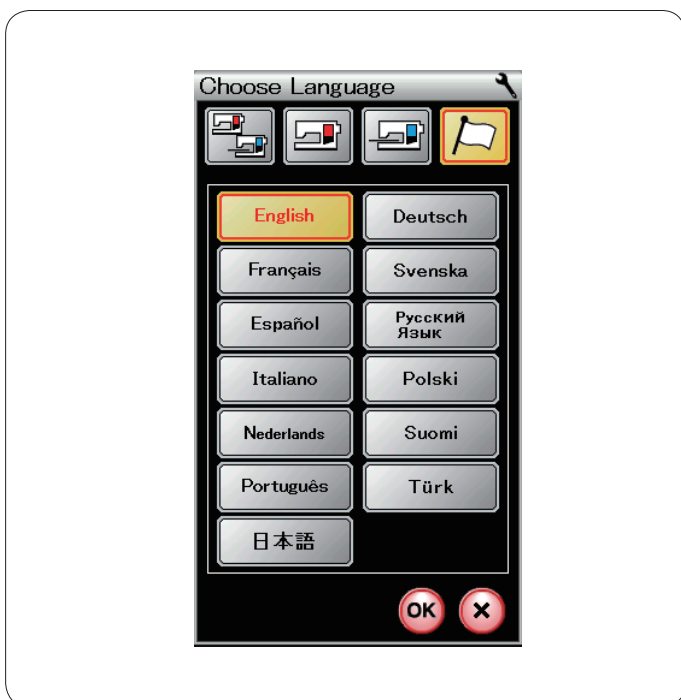 Choose Language
English
Deutsch
Français
Svenska
Español
Русский
Язык
Italiano
Polski
Nederlands
Suomi
Português
Türk
日本語
OK